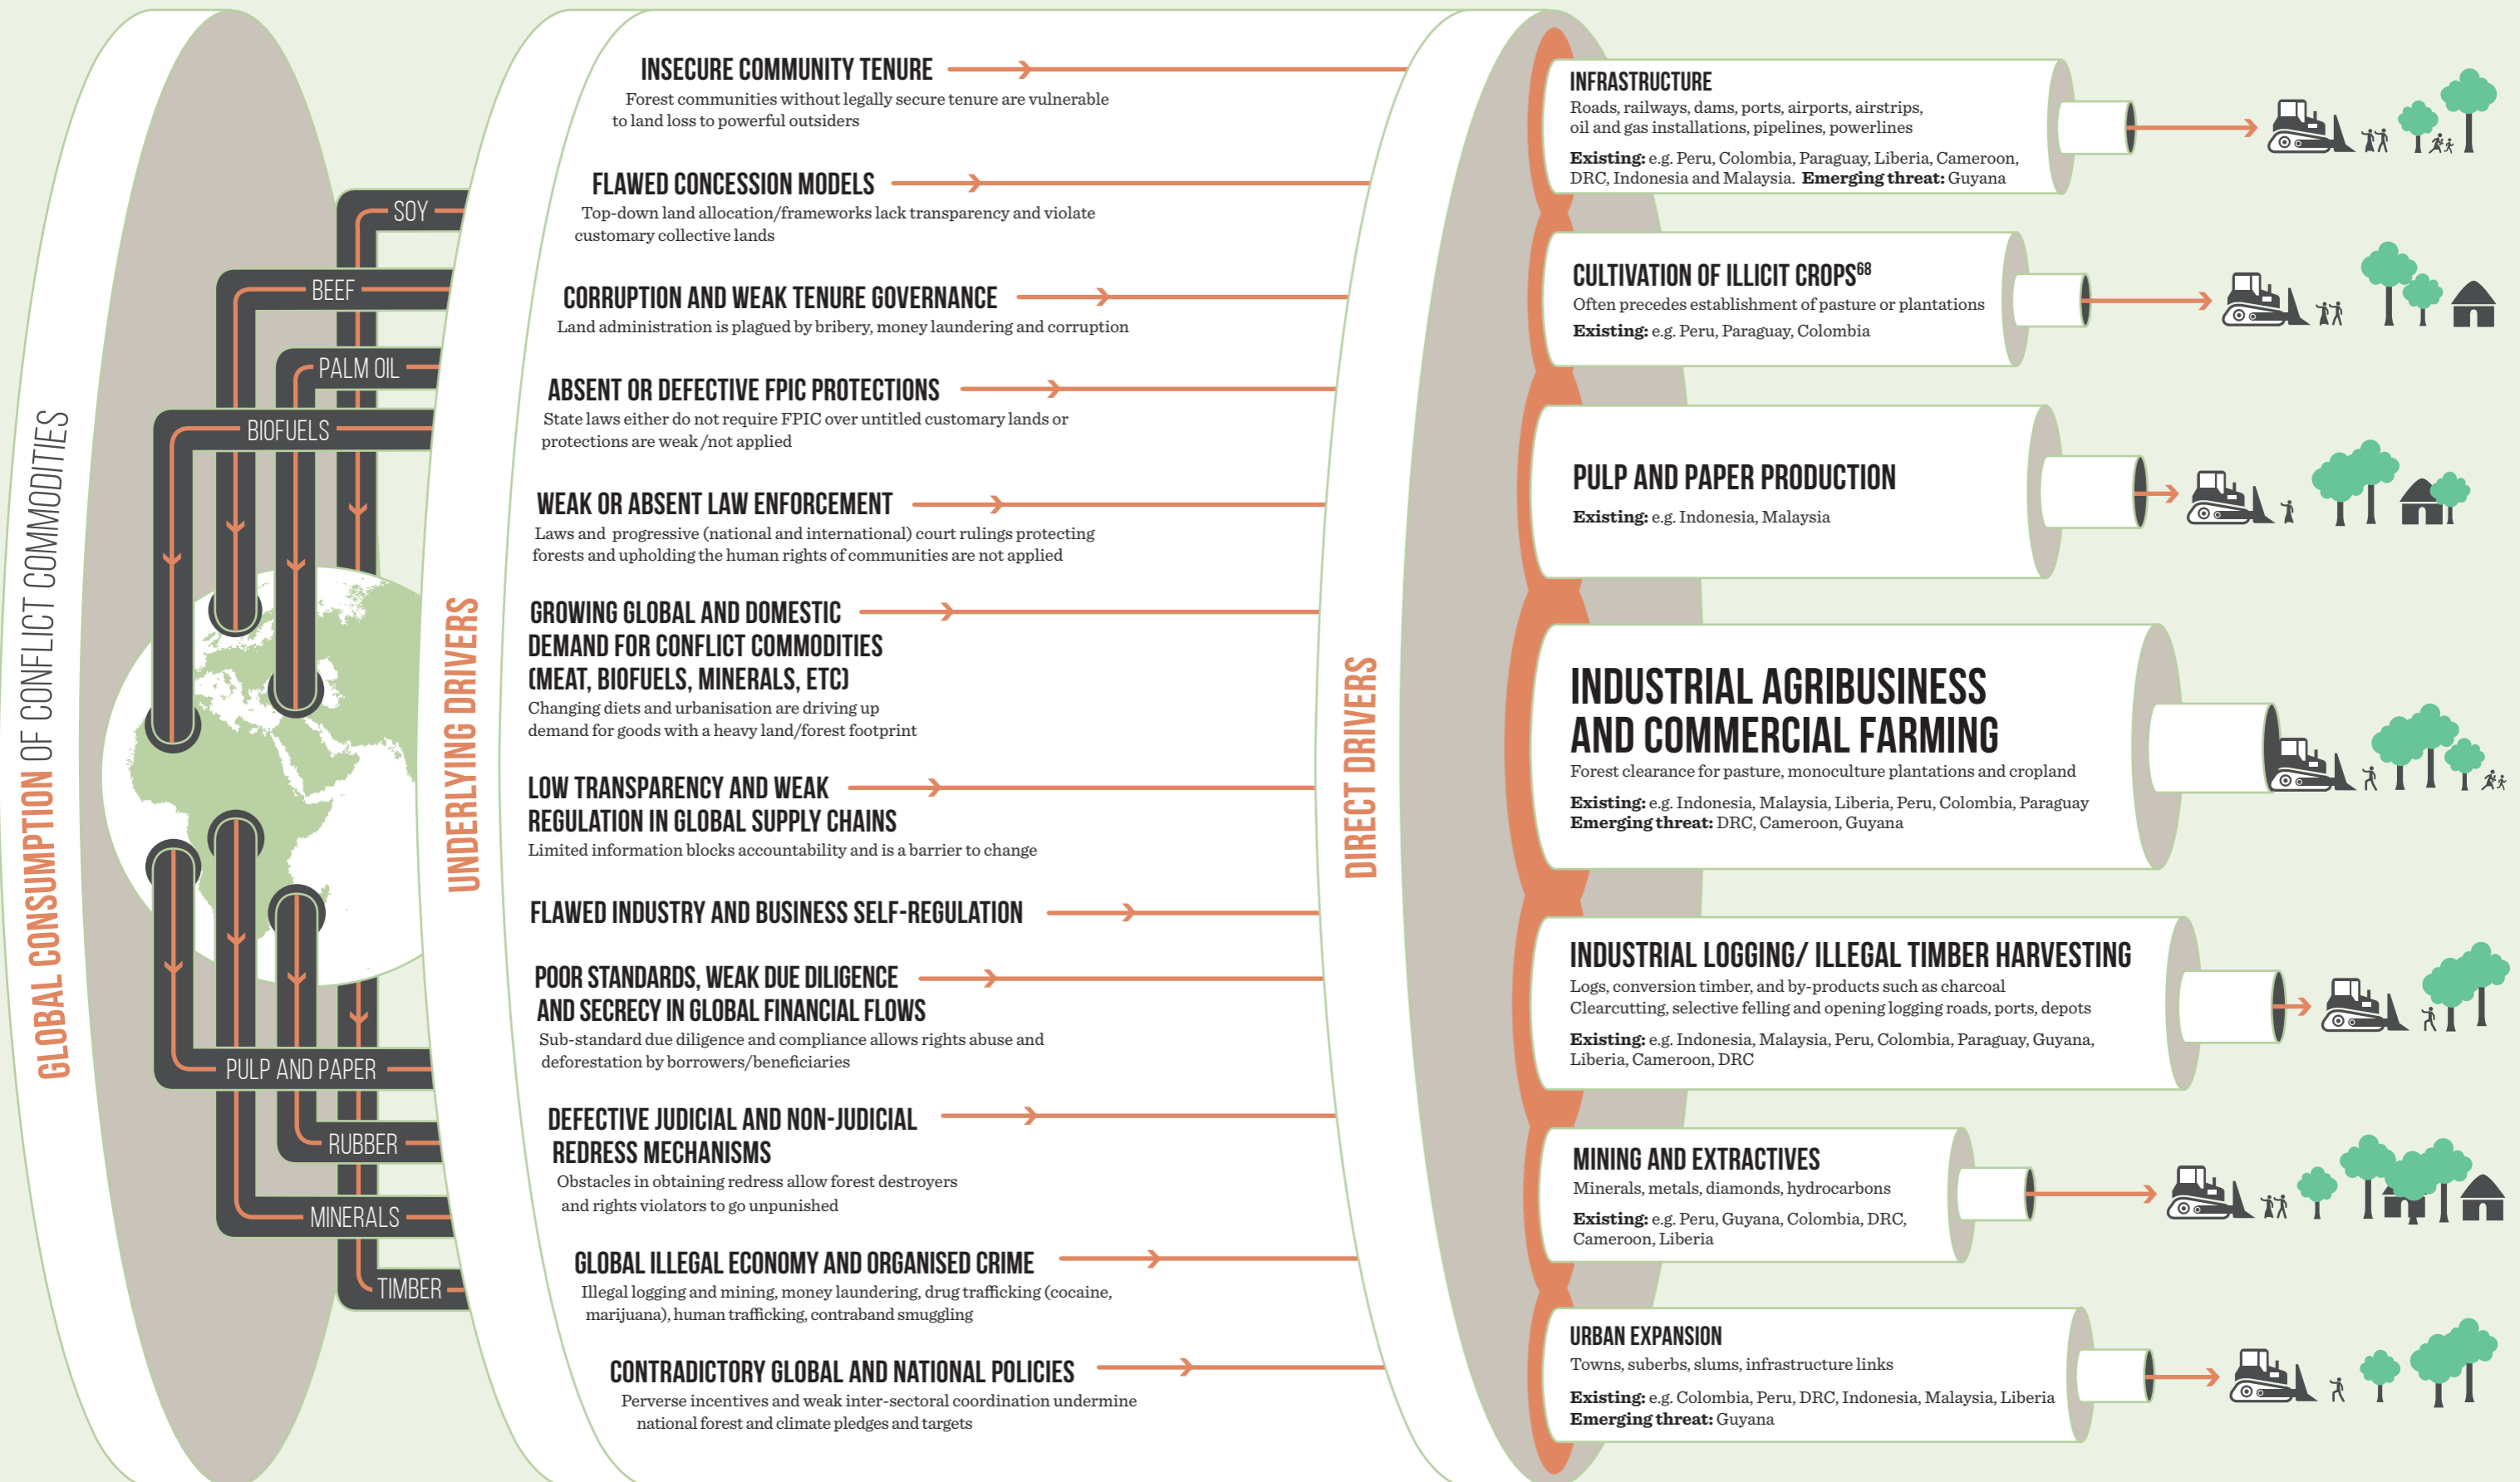 GLOBAL CONSUMPTION OF CONFLICT COMMODITIES
SOY
BEEF
PALM OIL
BIOFUELS
PULP AND PAPER
RUBBER
MINERALS
TIMBER
UNDERLYING DRIVERS
INSECURE COMMUNITY TENURE
Forest communities without legally secure tenure are vulnerable
to land loss to powerful outsiders
FLAWED CONCESSION MODELS
Top-down land allocation/frameworks lack transparency and violate
customary collective lands
CORRUPTION AND WEAK TENURE GOVERNANCE
Land administration is plagued by bribery, money laundering and corruption
ABSENT OR DEFECTIVE FPIC PROTECTIONS
State laws either do not require FPIC over untitled customary lands or
protections are weak/not applied
WEAK OR ABSENT LAW ENFORCEMENT
Laws and progressive (national and international) court rulings protecting
forests and upholding the human rights of communities are not applied
GROWING GLOBAL AND DOMESTIC
DEMAND FOR CONFLICT COMMODITIES
(MEAT, BIOFUELS, MINERALS, ETC)
Changing diets and urbanisation are driving up
demand for goods with a heavy land/forest footprint
LOW TRANSPARENCY AND WEAK
REGULATION IN GLOBAL SUPPLY CHAINS
Limited information blocks accountability and is a barrier to change
FLAWED INDUSTRY AND BUSINESS SELF-REGULATION
POOR STANDARDS, WEAK DUE DILIGENCE
AND SECRECY IN GLOBAL FINANCIAL FLOWS
Sub-standard due diligence and compliance allows rights abuse and
deforestation by borrowers/beneficiaries
DEFECTIVE JUDICIAL AND NON-JUDICIAL
REDRESS MECHANISMS
Obstacles in obtaining redress allow forest destroyers
and rights violators to go unpunished
GLOBAL ILLEGAL ECONOMY AND ORGANISED CRIME
Illegal logging and mining, money laundering, drug trafficking (cocaine,
marijuana), human trafficking, contraband smuggling
CONTRADICTORY GLOBAL AND NATIONAL POLICIES
Perverse incentives and weak inter-sectoral coordination undermine
national forest and climate pledges and targets
DIRECT DRIVERS
INFRASTRUCTURE
Roads, railways, dams, ports, airports, airstrips,
oil and gas installations, pipelines, powerlines
Existing: e.g. Peru, Colombia, Paraguay, Liberia, Cameroon,
DRC, Indonesia and Malaysia. Emerging threat: Guyana
CULTIVATION OF ILLICIT CROPS68
Often precedes establishment of pasture or plantations
Existing: e.g. Peru, Paraguay, Colombia
PULP AND PAPER PRODUCTION
Existing: e.g. Indonesia, Malaysia
INDUSTRIAL AGRIBUSINESS
AND COMMERCIAL FARMING
Forest clearance for pasture, monoculture plantations and cropland
Existing: e.g. Indonesia, Malaysia, Liberia, Peru, Colombia, Paraguay
Emerging threat: DRC, Cameroon, Guyana
INDUSTRIAL LOGGING/ ILLEGAL TIMBER HARVESTING
Logs, conversion timber, and by-products such as charcoal
Clearcutting, selective felling and opening logging roads, ports, depots
Existing: e.g. Indonesia, Malaysia, Peru, Colombia, Paraguay, Guyana,
Liberia, Cameroon, DRC
MINING AND EXTRACTIVES
Minerals, metals, diamonds, hydrocarbons
Existing: e.g. Peru, Guyana, Colombia, DRC,
Cameroon, Liberia
URBAN EXPANSION
Towns, suberbs, slums, infrastructure links
Existing: e.g. Colombia, Peru, DRC, Indonesia, Malaysia, Liberia
Emerging threat: Guyana